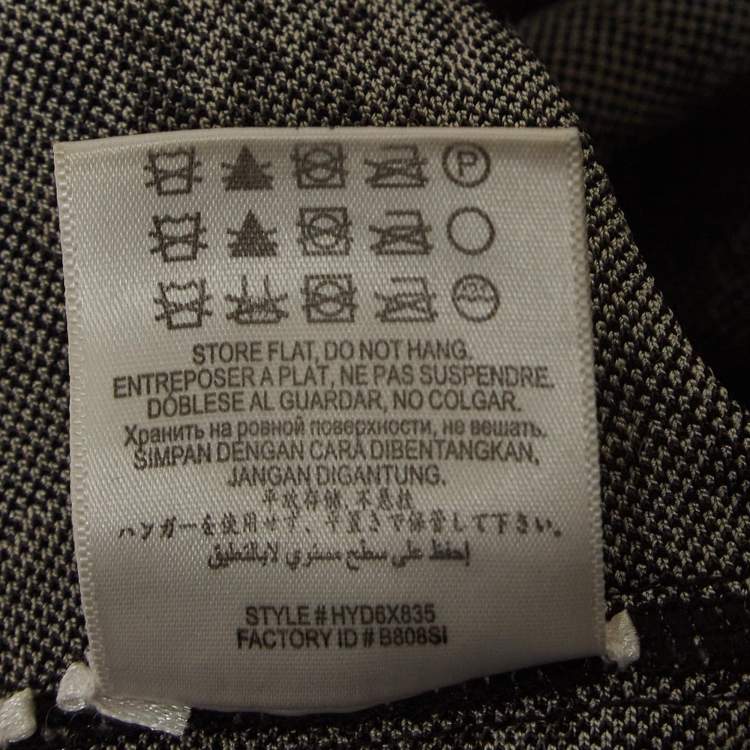 P
STORE FLAT, DO NOT HANG.
ENTREPOSER A PLAT, NE PAS SUSPENDRE.
DÓBLESE AL GUARDAR, NO COLGAR.
Хранить на ровной поверхности, не вешать.
SIMPAN DENGAN CARA DIBENTANGKAN,
JANGAN DIGANTUNG.
平放存储, 不悬挂
ハンガーを使用せず、平置きで保管して下さい。
إحفظ على سطح مستوي لابالتطيق
STYLE # HYD6X835
FACTORY ID # B808SI